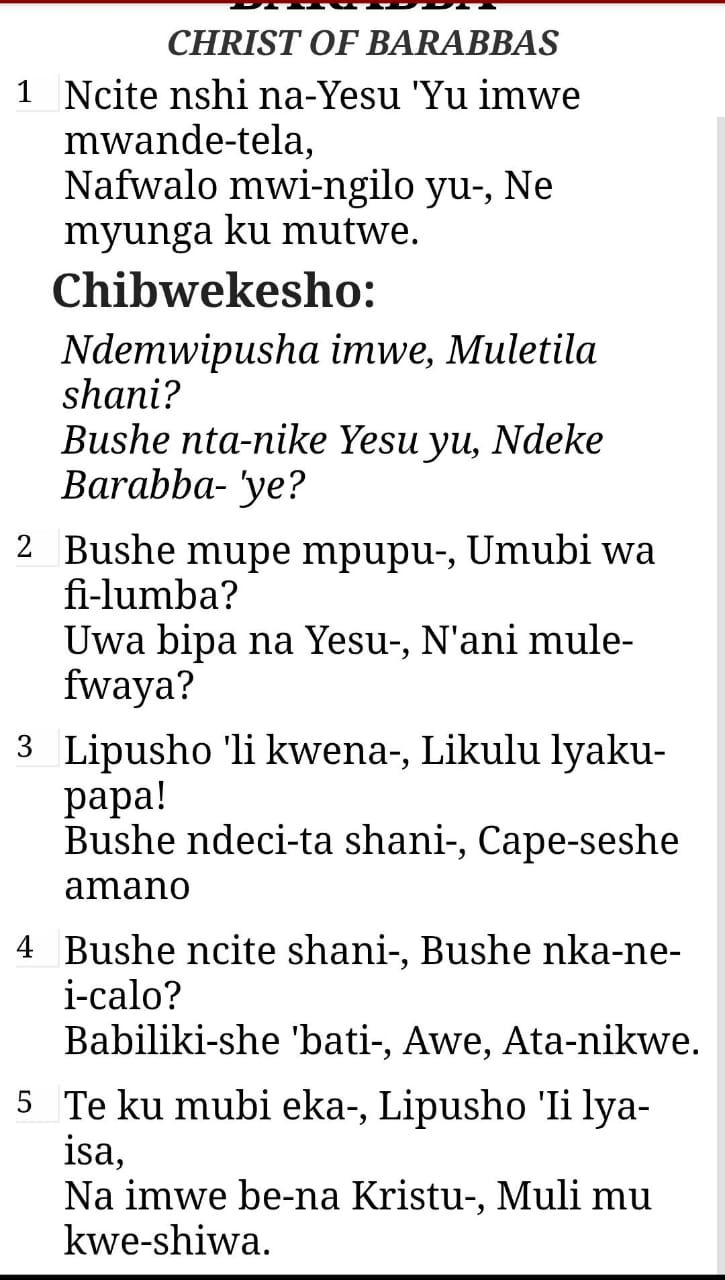 CHRIST OF BARABBAS
1 Ncite nshi na-Yesu 'Yu imwe
mwande-tela,
Nafwalo mwi-ngilo yu-, Ne
myunga ku mutwe.
Chibwekesho:
Ndemwipusha imwe, Muletila
shani?
Bushe nta-nike Yesu yu, Ndeke
Barabba- 'ye?
2 Bushe mupe mpupu-, Umubi wa
fi-lumba?
Uwa bipa na Yesu-, N'ani mule-
fwaya?
3 Lipusho 'li kwena-, Likulu lyaku-
papa!
Bushe ndeci-ta shani-, Cape-seshe
amano
4 Bushe ncite shani-, Bushe nka-ne-
i-calo?
Babiliki-she 'bati-, Awe, Ata-nikwe.
5 Te ku mubi eka-, Lipusho 'Ii lya-
isa,
Na imwe be-na Kristu-, Muli mu
kwe-shiwa.